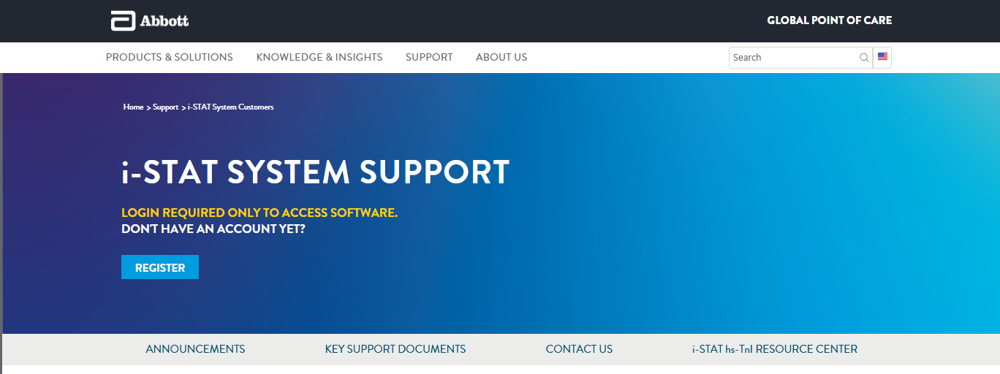 Abbott
GLOBAL POINT OF CARE
PRODUCTS & SOLUTIONS KNOWLEDGE & INSIGHTS SUPPORT ABOUT US
Search
Home > Support > i-STAT System Customers
i-STAT SYSTEM SUPPORT
LOGIN REQUIRED ONLY TO ACCESS SOFTWARE.
DON'T HAVE AN ACCOUNT YET?
REGISTER
ANNOUNCEMENTS KEY SUPPORT DOCUMENTS CONTACT US i-STAT hs-TnI RESOURCE CENTER